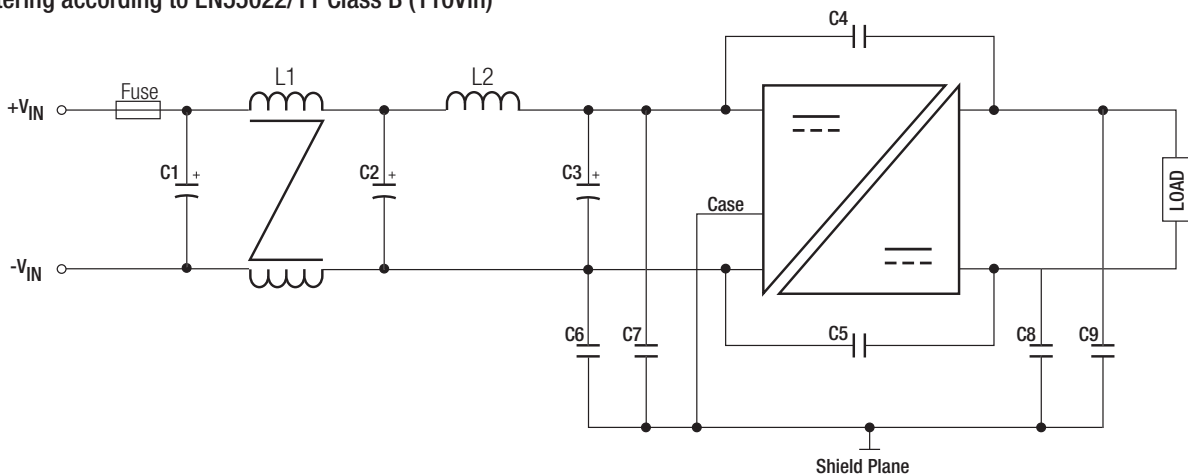 tering according to EN55022/11 Class B (110Vin)
C4
L1
L2
Fuse
+VIN
C1 +
C2 +
C3 +
Case
LOAD
-VIN
C6
C7
C5
C8
C9
Shield Plane